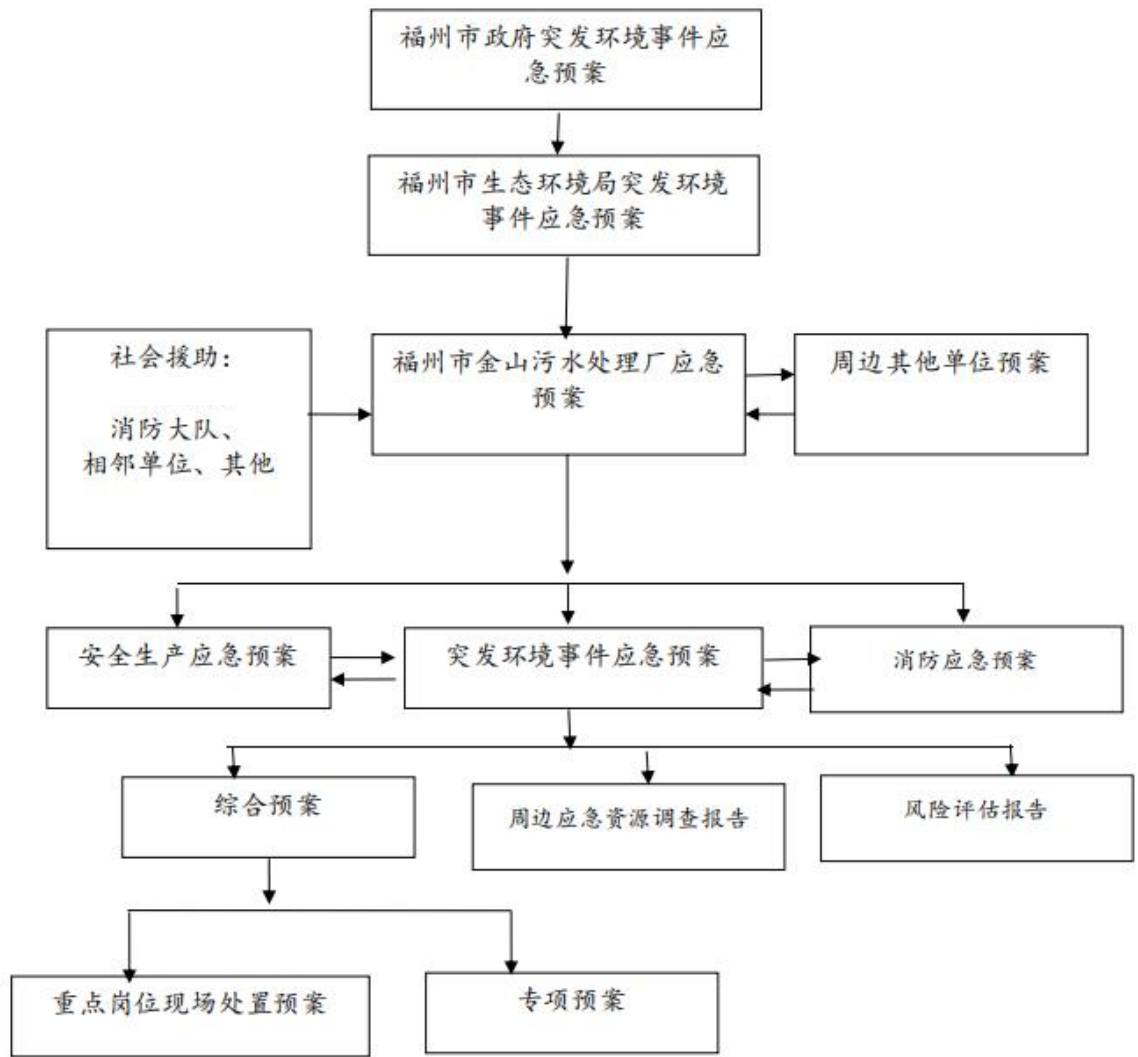 福州市政府突发环境事件应
急预案
福州市生态环境局突发环境
事件应急预案
社会援助：
消防大队、
相邻单位、其他
福州市金山污水处理厂应急
预案
周边其他单位预案
安全生产应急预案
突发环境事件应急预案
消防应急预案
综合预案
周边应急资源调查报告
风险评估报告
重点岗位现场处置预案
专项预案